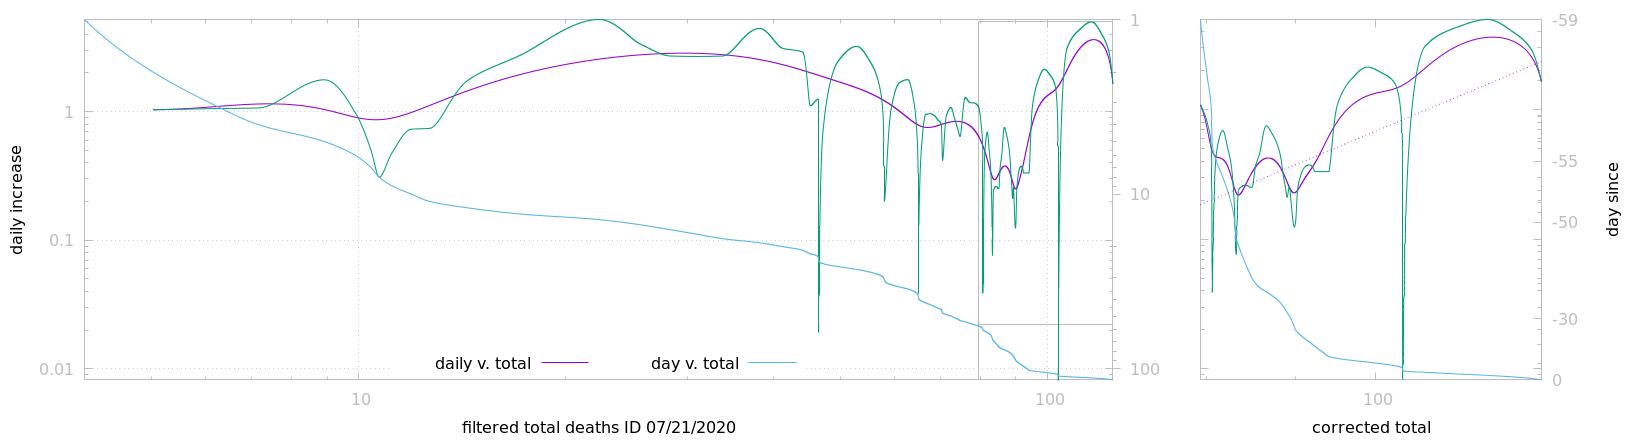 daily increase
1
0.1
0.01
10
100
filtered total deaths ID 07/21/2020
daily v. total
day v. total
1
10
100
100
corrected total
-59
-55
-50
-30
0
day since